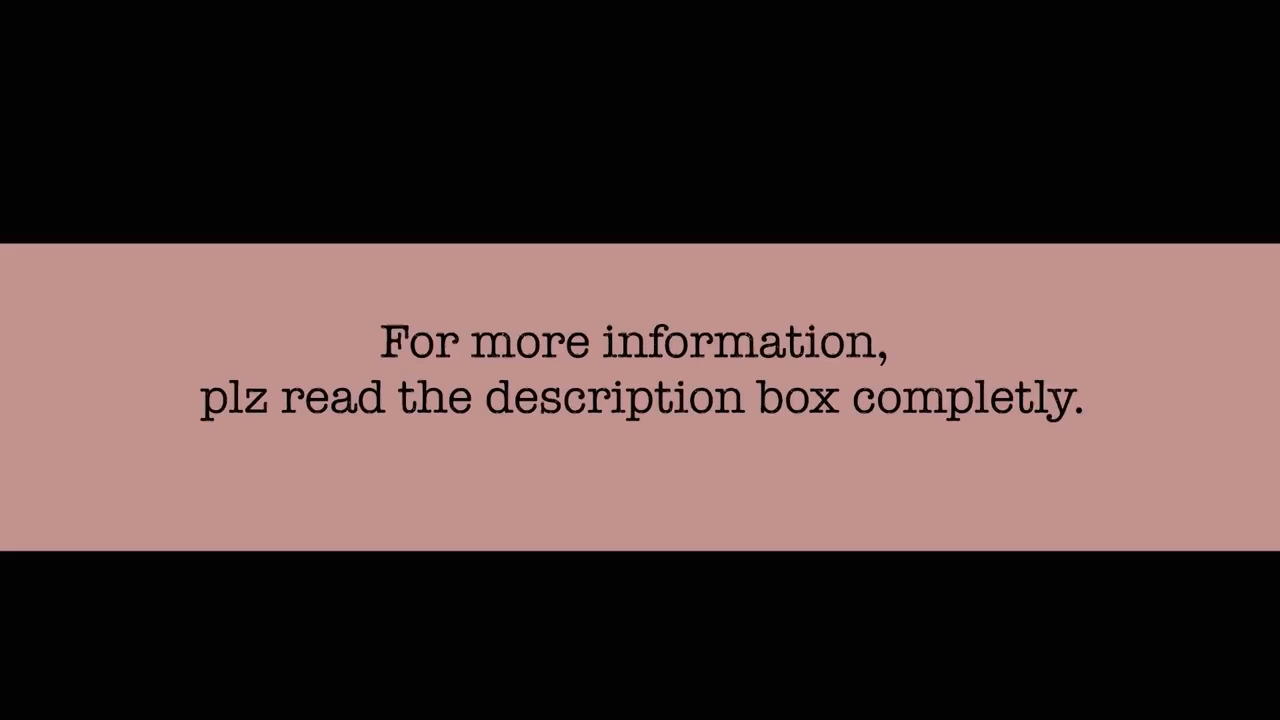 For more information,
plz read the description box completly.